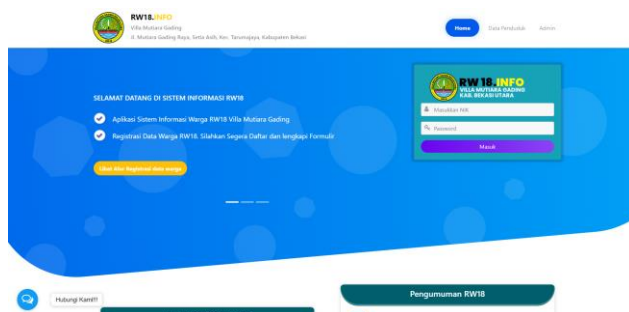 RW18.INFO
Villa Mutiara Gading
Jl. Mutiara Gading Raya, Setia Asih, Kec. Tarumajaya, Kabupaten Bekasi
Home
Data Penduduk
Admin
SELAMAT DATANG DI SISTEM INFORMASI RW18
Aplikasi Sistem Informasi Warga RW18 Villa Mutiara Gading
Registrasi Data Warga RW18. Silahkan Segera Daftar dan lengkapi Formulir
Lihat Alur Registrasi data warga
RW 18.INFO
VILLA MUTIARA GADING
KAB. BEKASI UTARA
Masukkan NIK
Password
Masuk
Hubungi Kami!!!
Pengumuman RW18